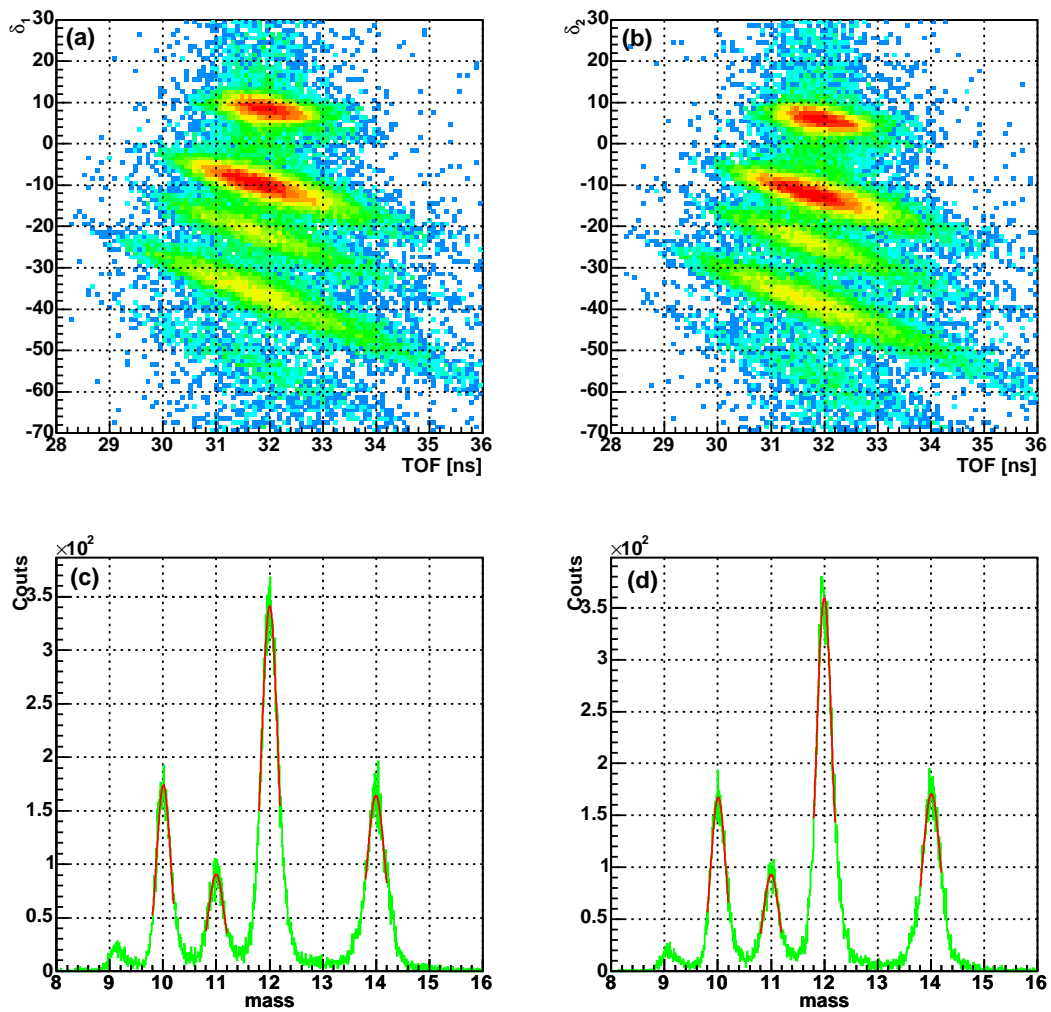 δ1 30 (a) 20 10 0 -10 -20 -30 -40 -50 -60 -70
28 29 30 31 32 33 34 35 36
TOF [ns]
δ2 30 (b) 20 10 0 -10 -20 -30 -40 -50 -60 -70
28 29 30 31 32 33 34 35 36
TOF [ns]
×10²
Couts (c) 3.5 3 2.5 2 1.5 1 0.5 0
8 9 10 11 12 13 14 15 16
mass
×10²
Couts (d) 3.5 3 2.5 2 1.5 1 0.5 0
8 9 10 11 12 13 14 15 16
mass